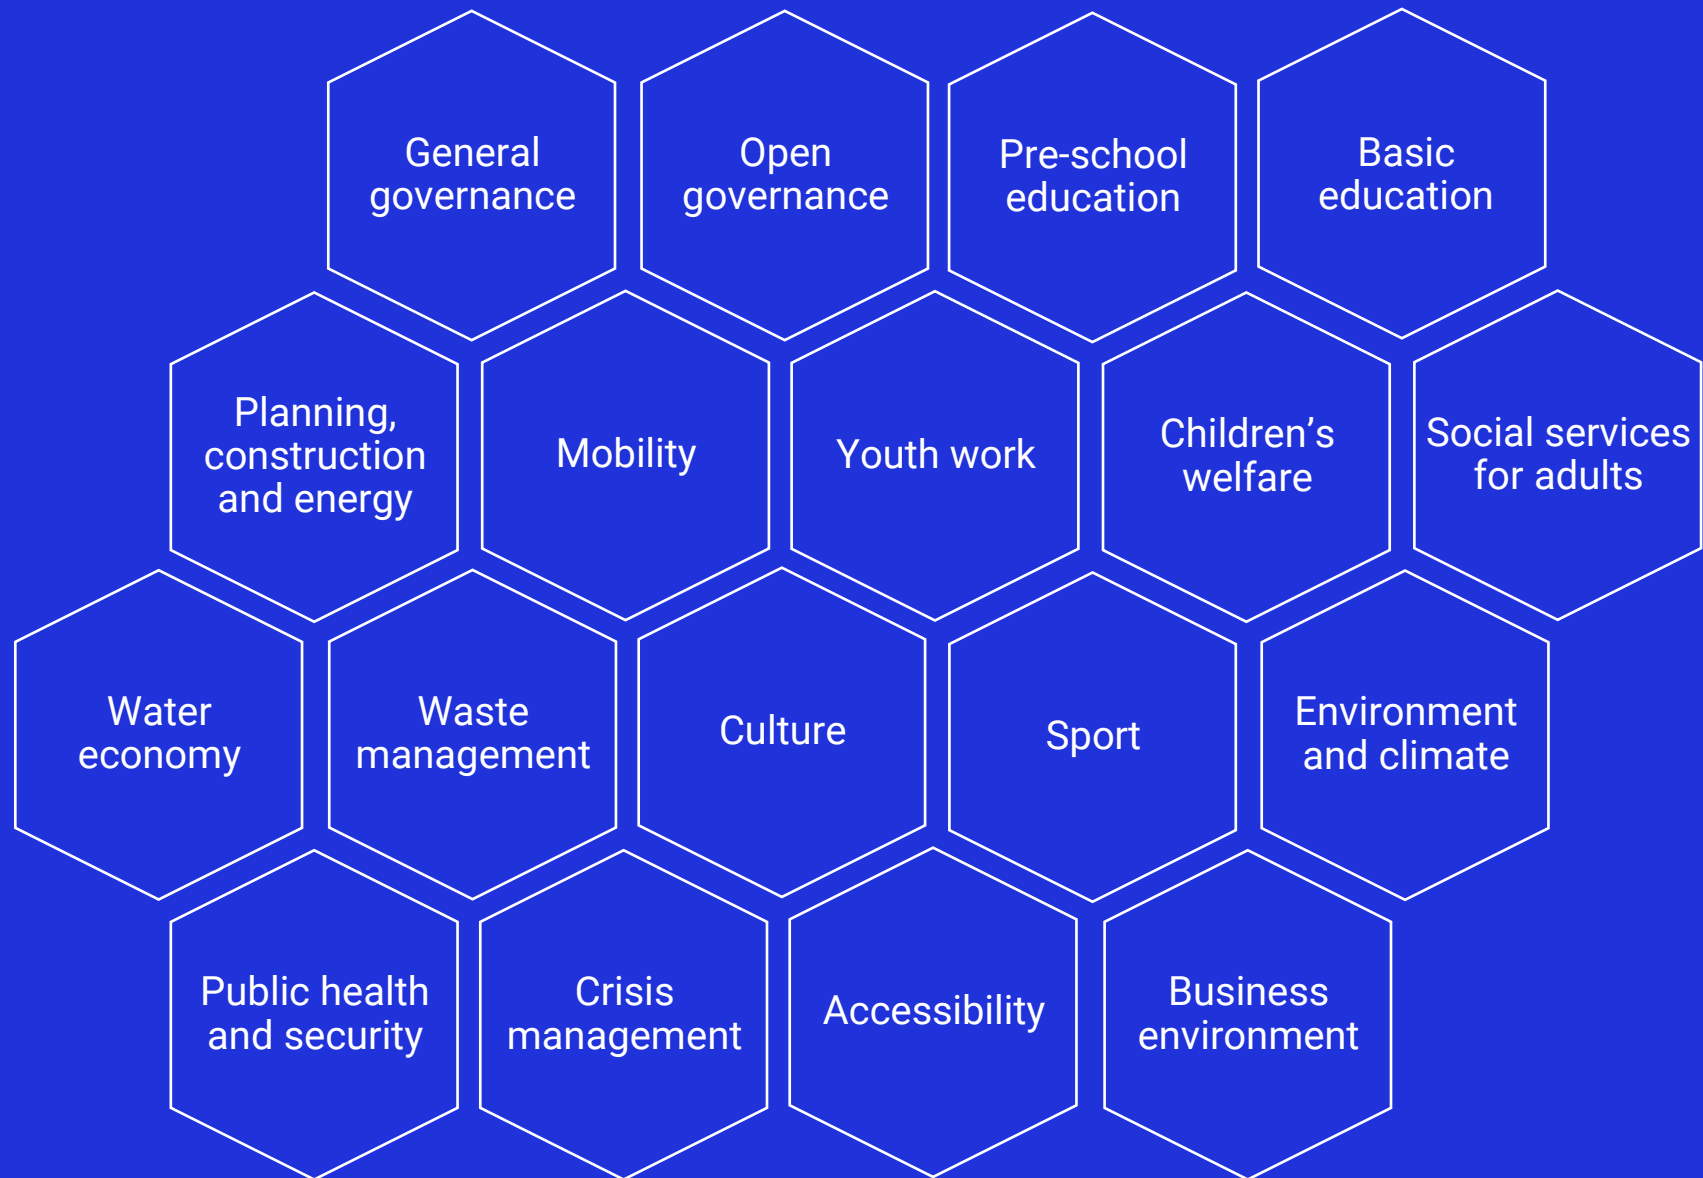 General
governance
Open
governance
Pre-school
education
Basic
education
Planning,
construction
and energy
Mobility
Youth work
Children’s
welfare
Social services
for adults
Water
economy
Waste
management
Culture
Sport
Environment
and climate
Public health
and security
Crisis
management
Accessibility
Business
environment